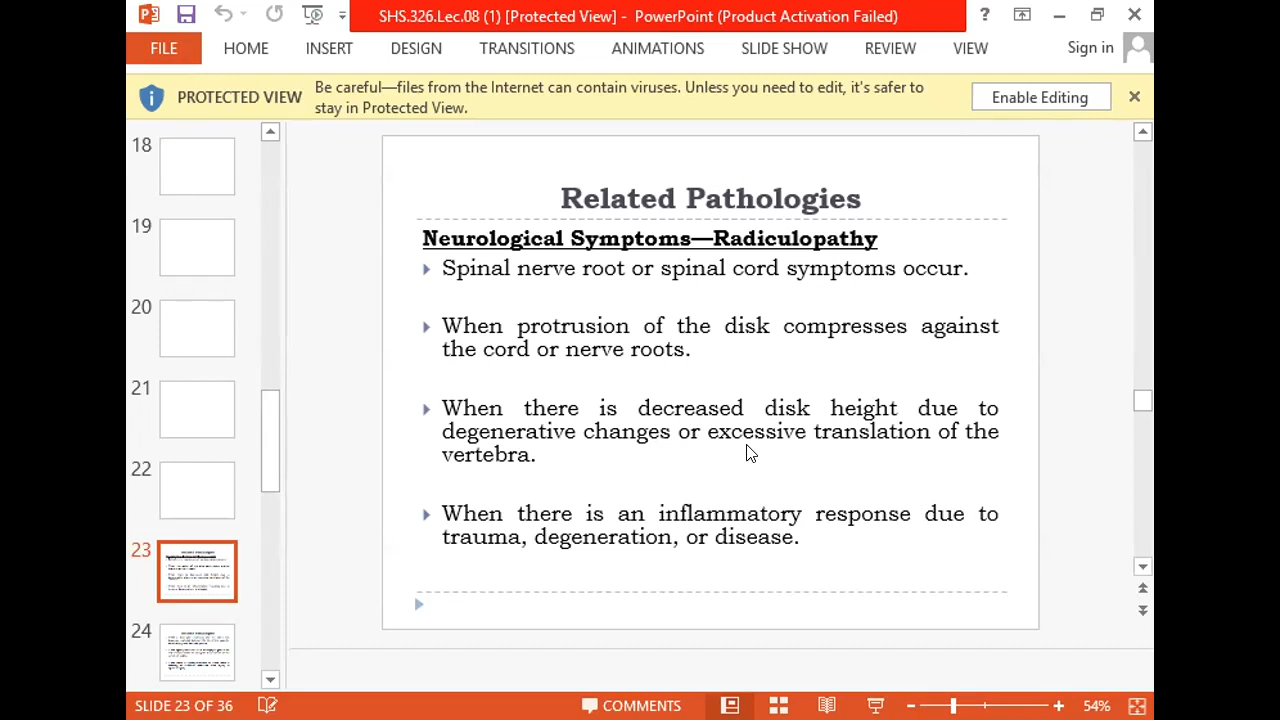 SHS.326.Lec.08 (1) [Protected View] - PowerPoint (Product Activation Failed)
FILE HOME INSERT DESIGN TRANSITIONS ANIMATIONS SLIDE SHOW REVIEW VIEW Sign in
PROTECTED VIEW Be careful—files from the Internet can contain viruses. Unless you need to edit, it's safer to
stay in Protected View.
Enable Editing
18
19
20
21
22
23
24
Related Pathologies
Neurological Symptoms—Radiculopathy
Spinal nerve root or spinal cord symptoms occur.
When protrusion of the disk compresses against
the cord or nerve roots.
When there is decreased disk height due to
degenerative changes or excessive translation of the
vertebra.
When there is an inflammatory response due to
trauma, degeneration, or disease.
SLIDE 23 OF 36 COMMENTS 54%